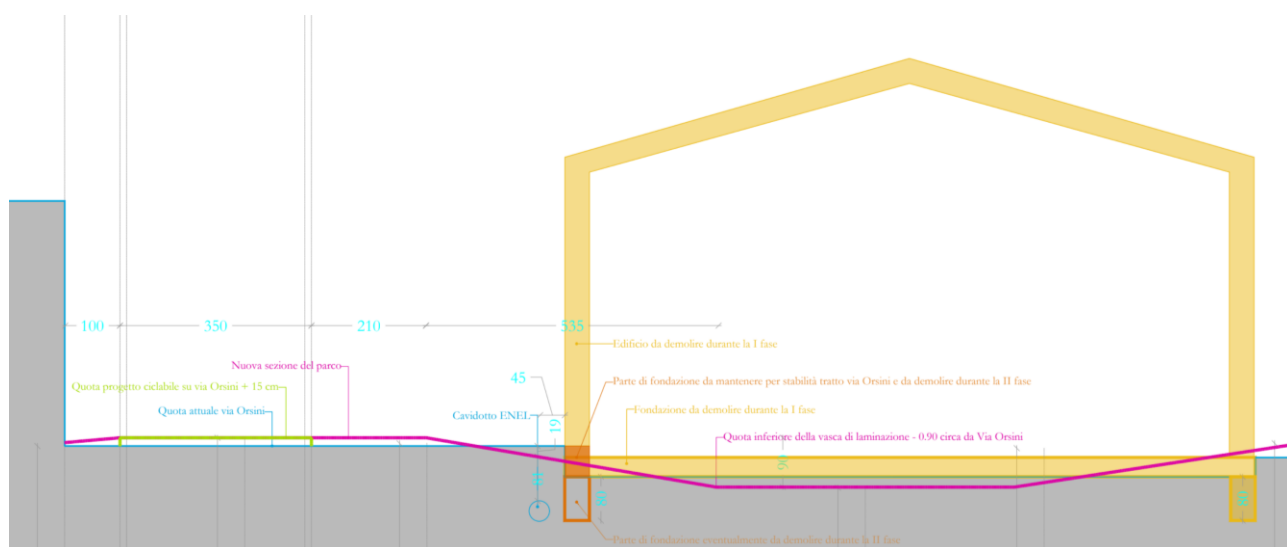 100
350
210
535
Edificio da demolire durante la I fase
Nuova sezione del parco
45
Parte di fondazione da mantenere per stabilità tratto via Orsini e da demolire durante la II fase
Quota progetto ciclabile su via Orsini + 15 cm
Quota attuale via Orsini
Cavidotto ENEL
19
Fondazione da demolire durante la I fase
Quota inferiore della vasca di laminazione - 0.90 circa da Via Orsini
90
80
Parte di fondazione eventualmente da demolire durante la II fase